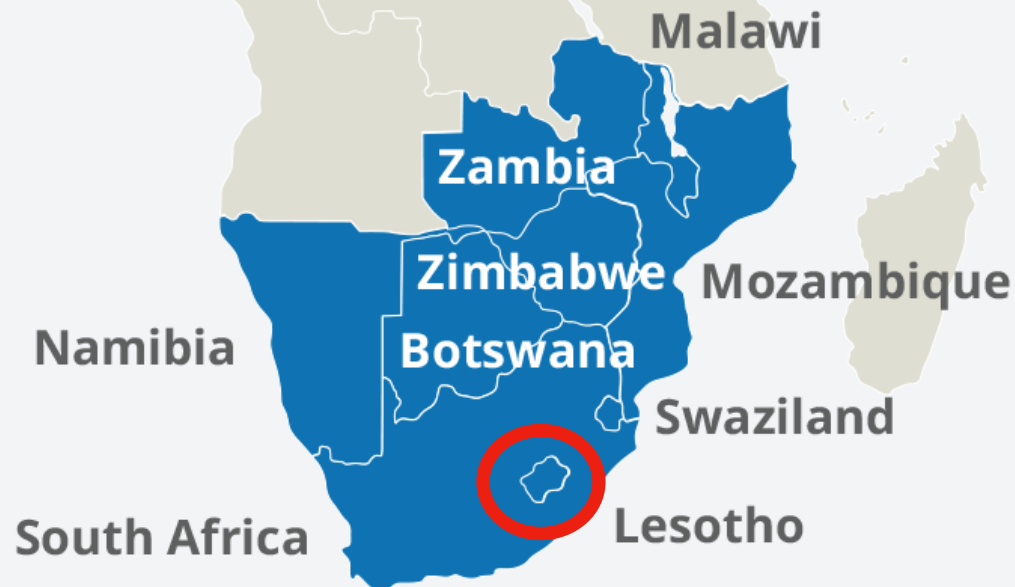 Malawi
Zambia
Zimbabwe
Mozambique
Namibia
Botswana
Swaziland
South Africa
Lesotho